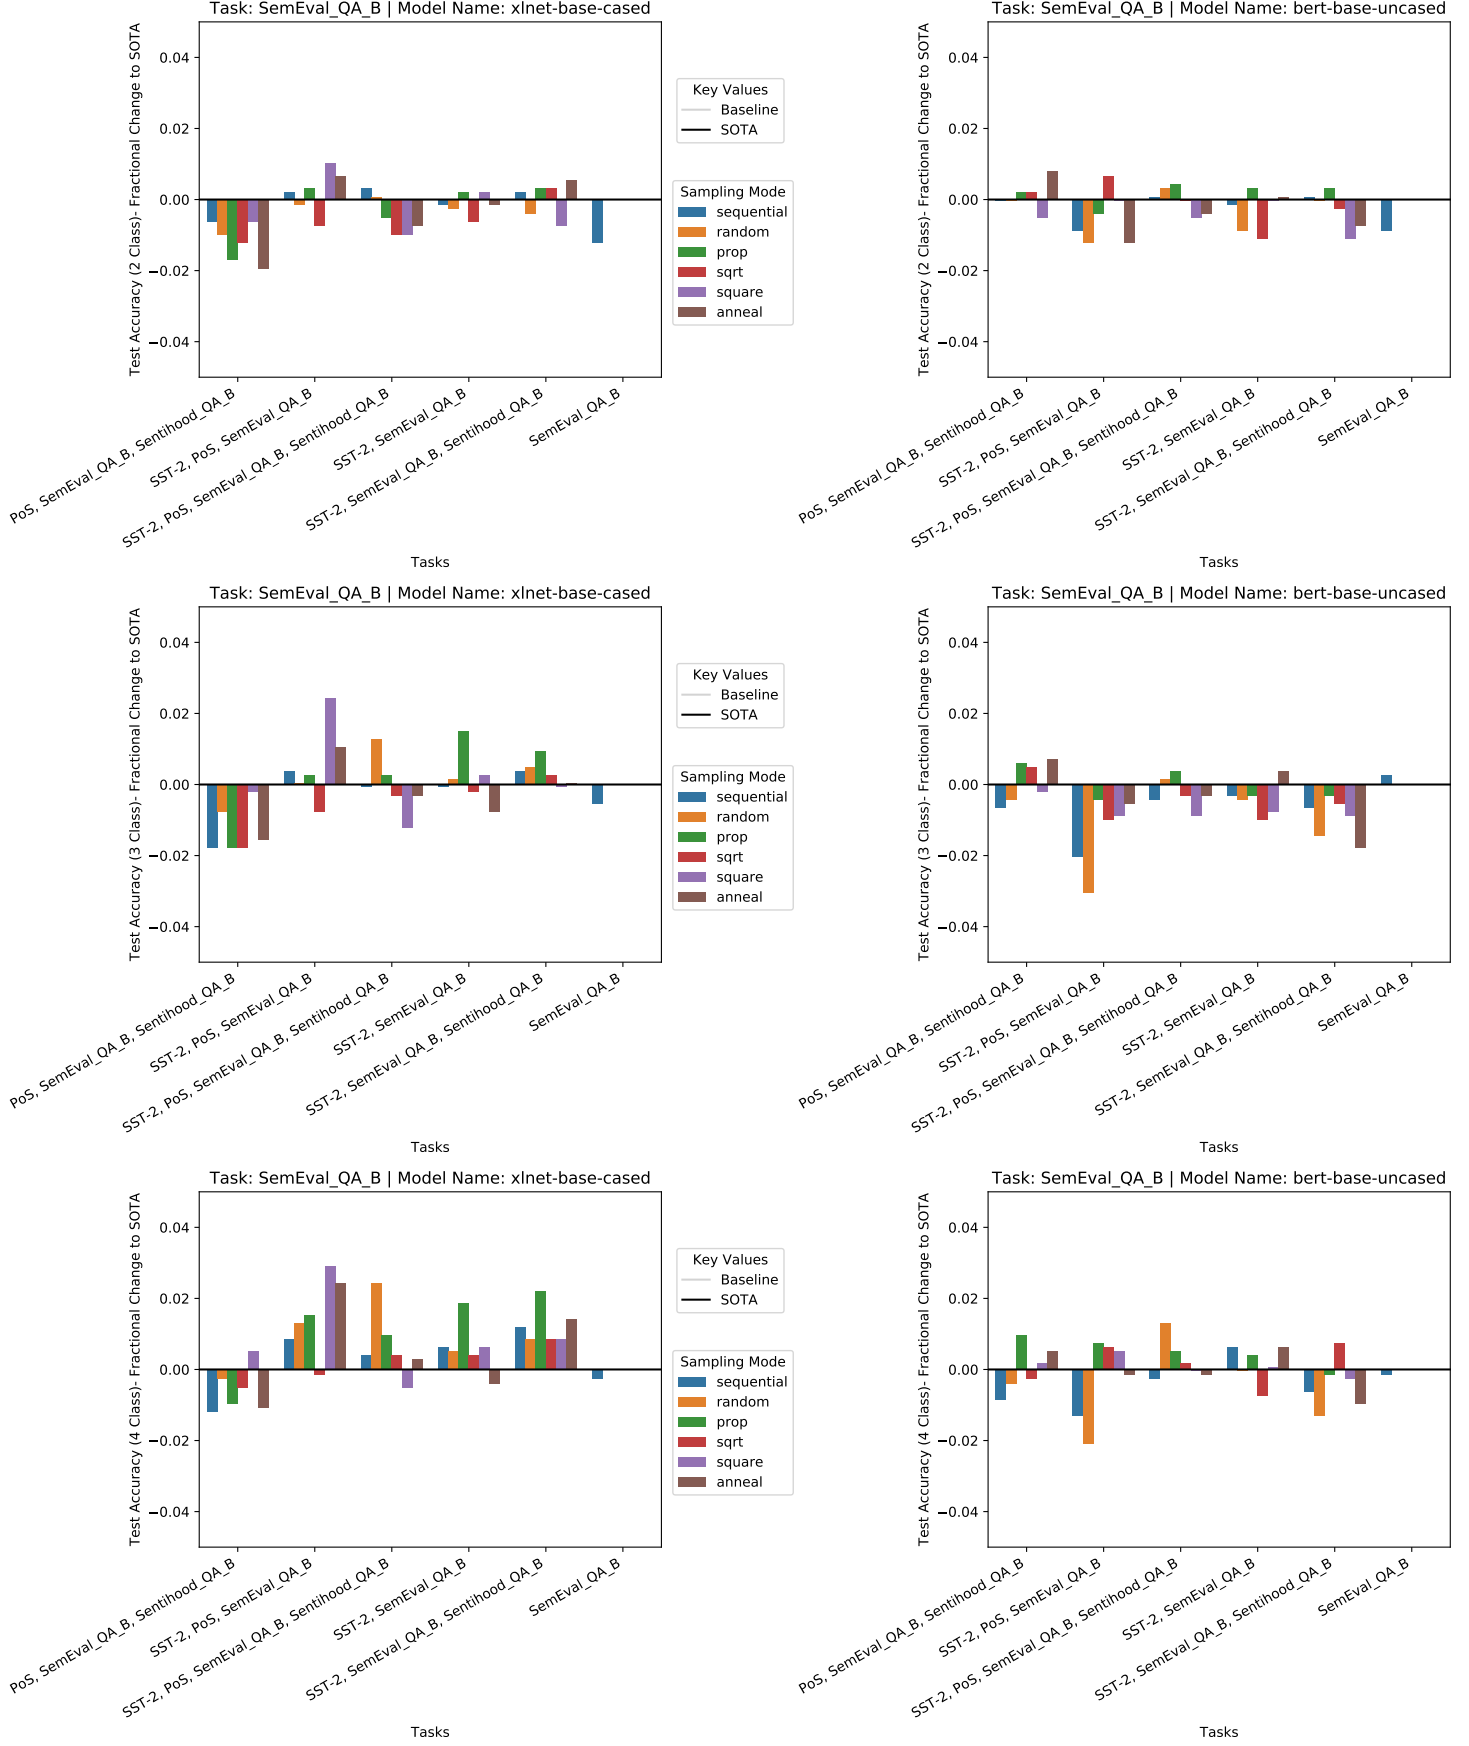 Task: SemEval_QA_B | Model Name: xlnet-base-cased
Test Accuracy (2 Class)- Fractional Change to SOTA
0.04
0.02
0.00
−0.02
−0.04
PoS, SemEval_QA_B, Sentihood_QA_B
SST-2, PoS, SemEval_QA_B
SST-2, PoS, SemEval_QA_B, Sentihood_QA_B
SST-2, SemEval_QA_B
SST-2, SemEval_QA_B, Sentihood_QA_B
SemEval_QA_B
Tasks
Key Values
Baseline
SOTA
Sampling Mode
sequential
random
prop
sqrt
square
anneal
Task: SemEval_QA_B | Model Name: bert-base-uncased
Test Accuracy (2 Class)- Fractional Change to SOTA
0.04
0.02
0.00
−0.02
−0.04
PoS, SemEval_QA_B, Sentihood_QA_B
SST-2, PoS, SemEval_QA_B
SST-2, PoS, SemEval_QA_B, Sentihood_QA_B
SST-2, SemEval_QA_B
SST-2, SemEval_QA_B, Sentihood_QA_B
SemEval_QA_B
Tasks
Task: SemEval_QA_B | Model Name: xlnet-base-cased
Test Accuracy (3 Class)- Fractional Change to SOTA
0.04
0.02
0.00
−0.02
−0.04
PoS, SemEval_QA_B, Sentihood_QA_B
SST-2, PoS, SemEval_QA_B
SST-2, PoS, SemEval_QA_B, Sentihood_QA_B
SST-2, SemEval_QA_B
SST-2, SemEval_QA_B, Sentihood_QA_B
SemEval_QA_B
Tasks
Key Values
Baseline
SOTA
Sampling Mode
sequential
random
prop
sqrt
square
anneal
Task: SemEval_QA_B | Model Name: bert-base-uncased
Test Accuracy (3 Class)- Fractional Change to SOTA
0.04
0.02
0.00
−0.02
−0.04
PoS, SemEval_QA_B, Sentihood_QA_B
SST-2, PoS, SemEval_QA_B
SST-2, PoS, SemEval_QA_B, Sentihood_QA_B
SST-2, SemEval_QA_B
SST-2, SemEval_QA_B, Sentihood_QA_B
SemEval_QA_B
Tasks
Task: SemEval_QA_B | Model Name: xlnet-base-cased
Test Accuracy (4 Class)- Fractional Change to SOTA
0.04
0.02
0.00
−0.02
−0.04
PoS, SemEval_QA_B, Sentihood_QA_B
SST-2, PoS, SemEval_QA_B
SST-2, PoS, SemEval_QA_B, Sentihood_QA_B
SST-2, SemEval_QA_B
SST-2, SemEval_QA_B, Sentihood_QA_B
SemEval_QA_B
Tasks
Key Values
Baseline
SOTA
Sampling Mode
sequential
random
prop
sqrt
square
anneal
Task: SemEval_QA_B | Model Name: bert-base-uncased
Test Accuracy (4 Class)- Fractional Change to SOTA
0.04
0.02
0.00
−0.02
−0.04
PoS, SemEval_QA_B, Sentihood_QA_B
SST-2, PoS, SemEval_QA_B
SST-2, PoS, SemEval_QA_B, Sentihood_QA_B
SST-2, SemEval_QA_B
SST-2, SemEval_QA_B, Sentihood_QA_B
SemEval_QA_B
Tasks